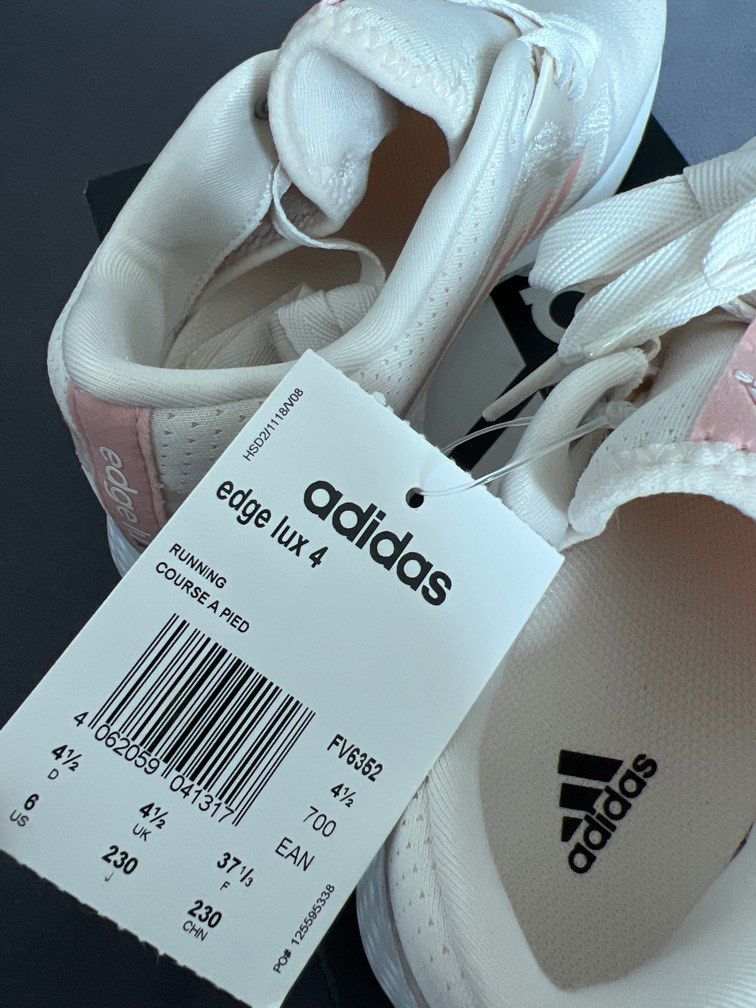 HSD2/1118/V08
adidas
edge lux 4
RUNNING
COURSE A PIED
4 062059 041317
FV6352
4½
700
EAN
4½
D
4½
UK
37⅓
F
6
US
230
J
230
CHN
PO# 125595338
adidas
edge